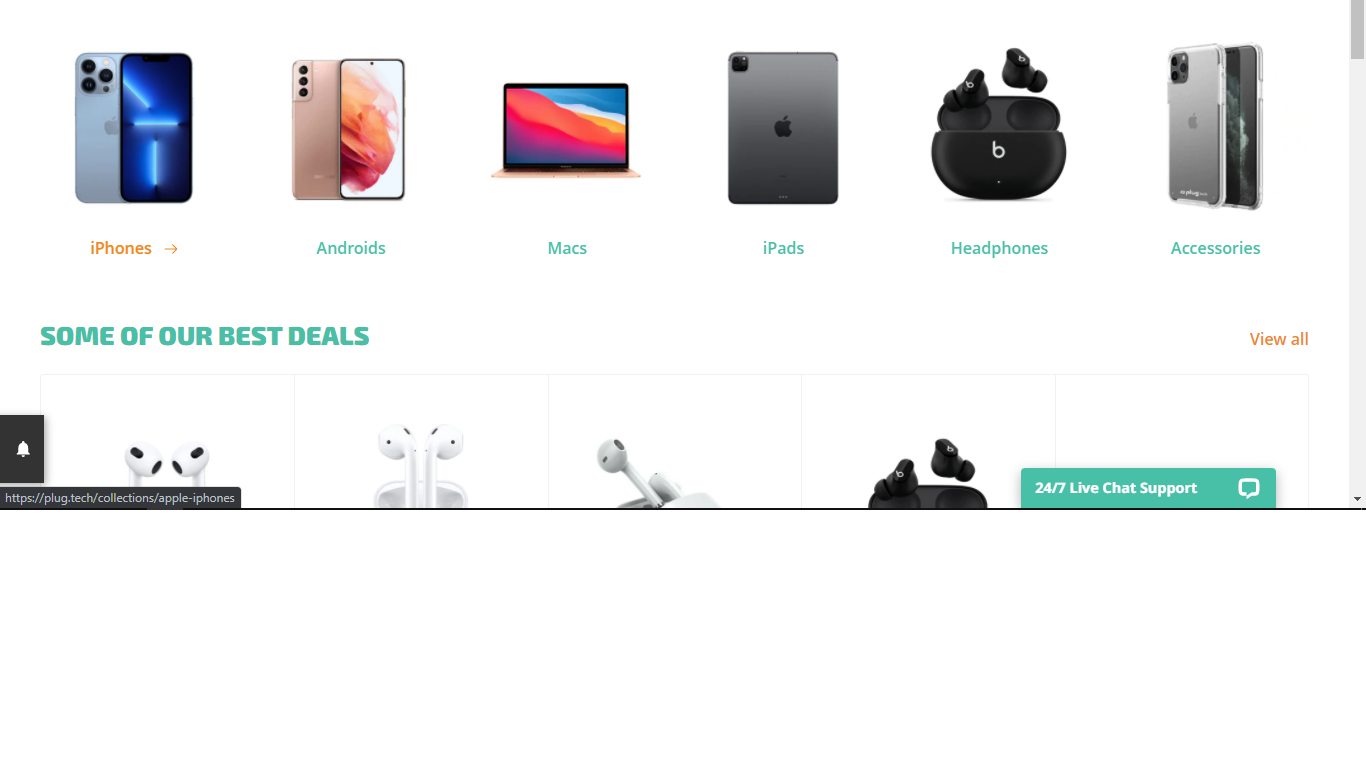 iPhones →
Androids
Macs
iPads
Headphones
Accessories
SOME OF OUR BEST DEALS
View all
24/7 Live Chat Support
https://plug.tech/collections/apple-iphones